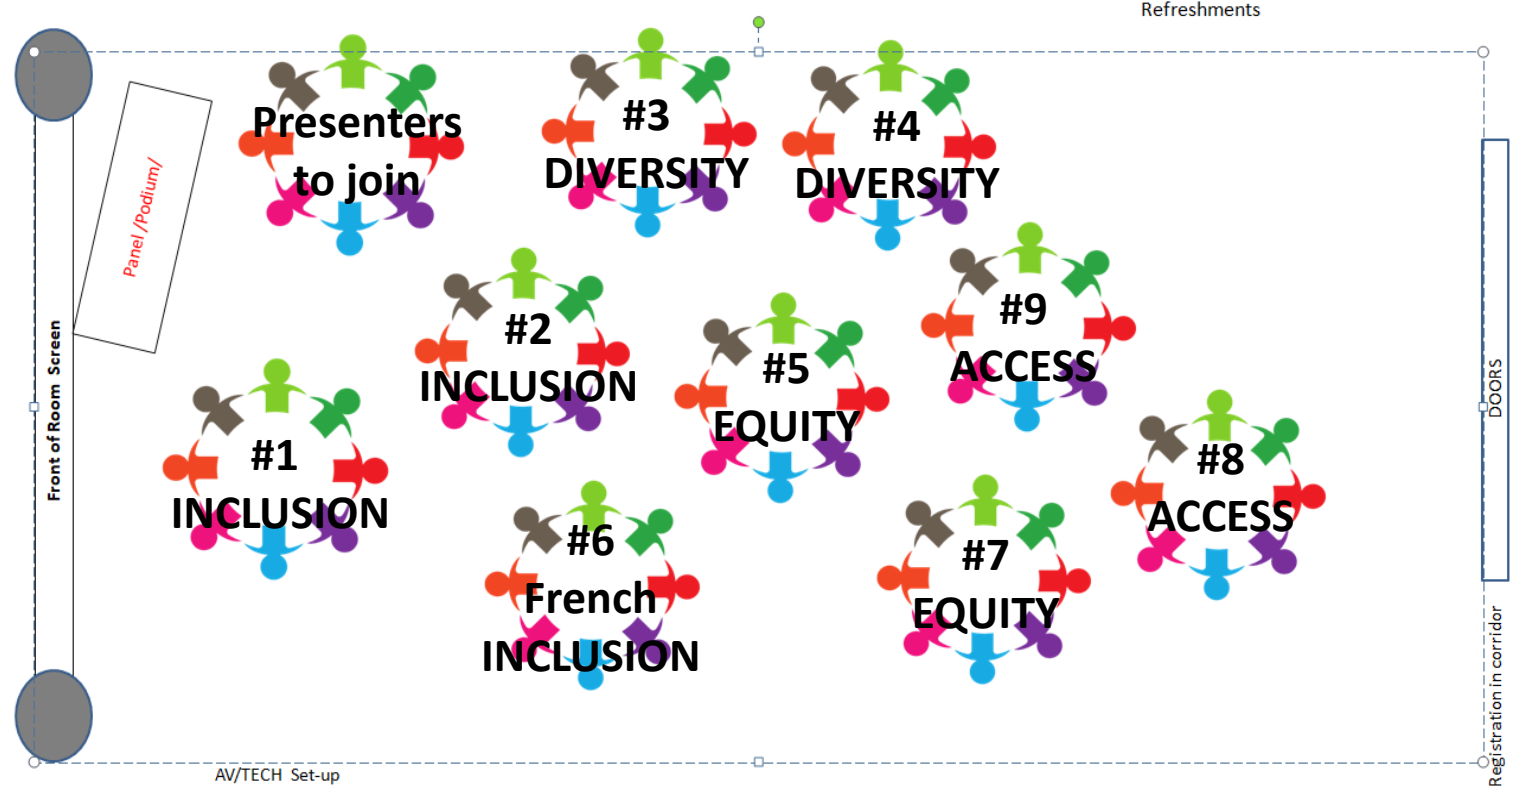 Refreshments
Presenters
to join
#3
DIVERSITY
#4
DIVERSITY
Panel /Podium/
#2
INCLUSION
#9
ACCESS
#5
EQUITY
Front of Room  Screen
DOORS
#1
INCLUSION
#8
ACCESS
#6
French
INCLUSION
#7
EQUITY
Registration in corridor
AV/TECH  Set-up